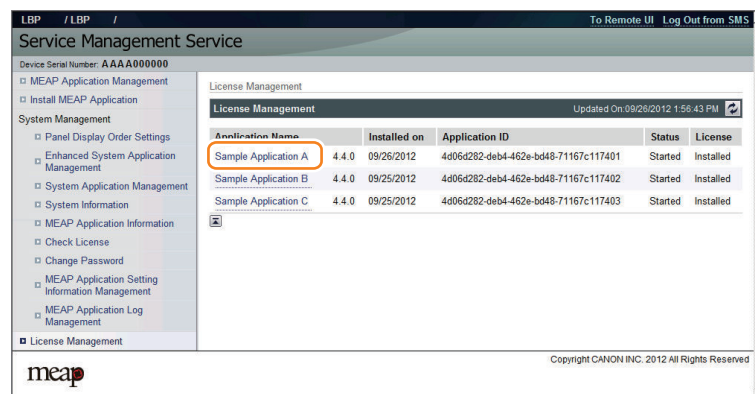 LBP / LBP /
To Remote UI Log Out from SMS
Service Management Service
Device Serial Number: AAAA000000
MEAP Application Management
Install MEAP Application
System Management
Panel Display Order Settings
Enhanced System Application
Management
System Application Management
System Information
MEAP Application Information
Check License
Change Password
MEAP Application Setting
Information Management
MEAP Application Log
Management
License Management
License Management
License Management Updated On:09/26/2012 1:56:43 PM
Application Name Installed on Application ID Status License
Sample Application A 4.4.0 09/26/2012 4d06d282-deb4-462e-bd48-71167c117401 Started Installed
Sample Application B 4.4.0 09/25/2012 4d06d282-deb4-462e-bd48-71167c117402 Started Installed
Sample Application C 4.4.0 09/25/2012 4d06d282-deb4-462e-bd48-71167c117403 Started Installed
Copyright CANON INC. 2012 All Rights Reserved
meap